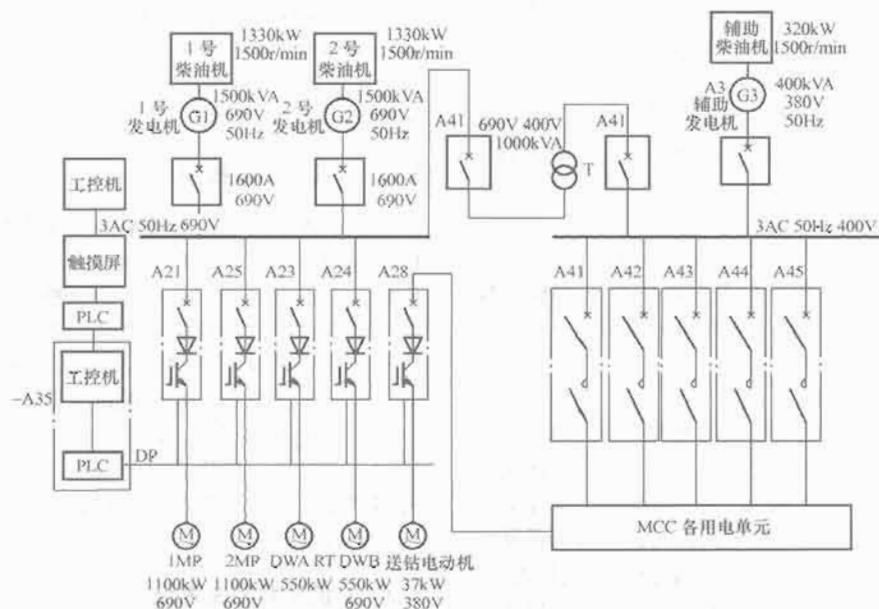 1号
柴油机
1330kW
1500r/min
2号
柴油机
1330kW
1500r/min
辅助
柴油机
320kW
1500r/min
1号
发电机
G1
1500kVA
690V
50Hz
2号
发电机
G2
1500kVA
690V
50Hz
A3
辅助
发电机
G3
400kVA
380V
50Hz
A41
690V 400V
1000kVA
T
A41
1600A
690V
1600A
690V
工控机
3AC 50Hz 690V
3AC 50Hz 400V
触摸屏
PLC
工控机
-A35
PLC
DP
A21
A25
A23
A24
A28
A41
A42
A43
A44
A45
M
M
M
M
M
MCC 各用电单元
1MP
2MP
DWA RT DWB
送钻电动机
1100kW
690V
1100kW
690V
550kW
550kW
690V
37kW
380V